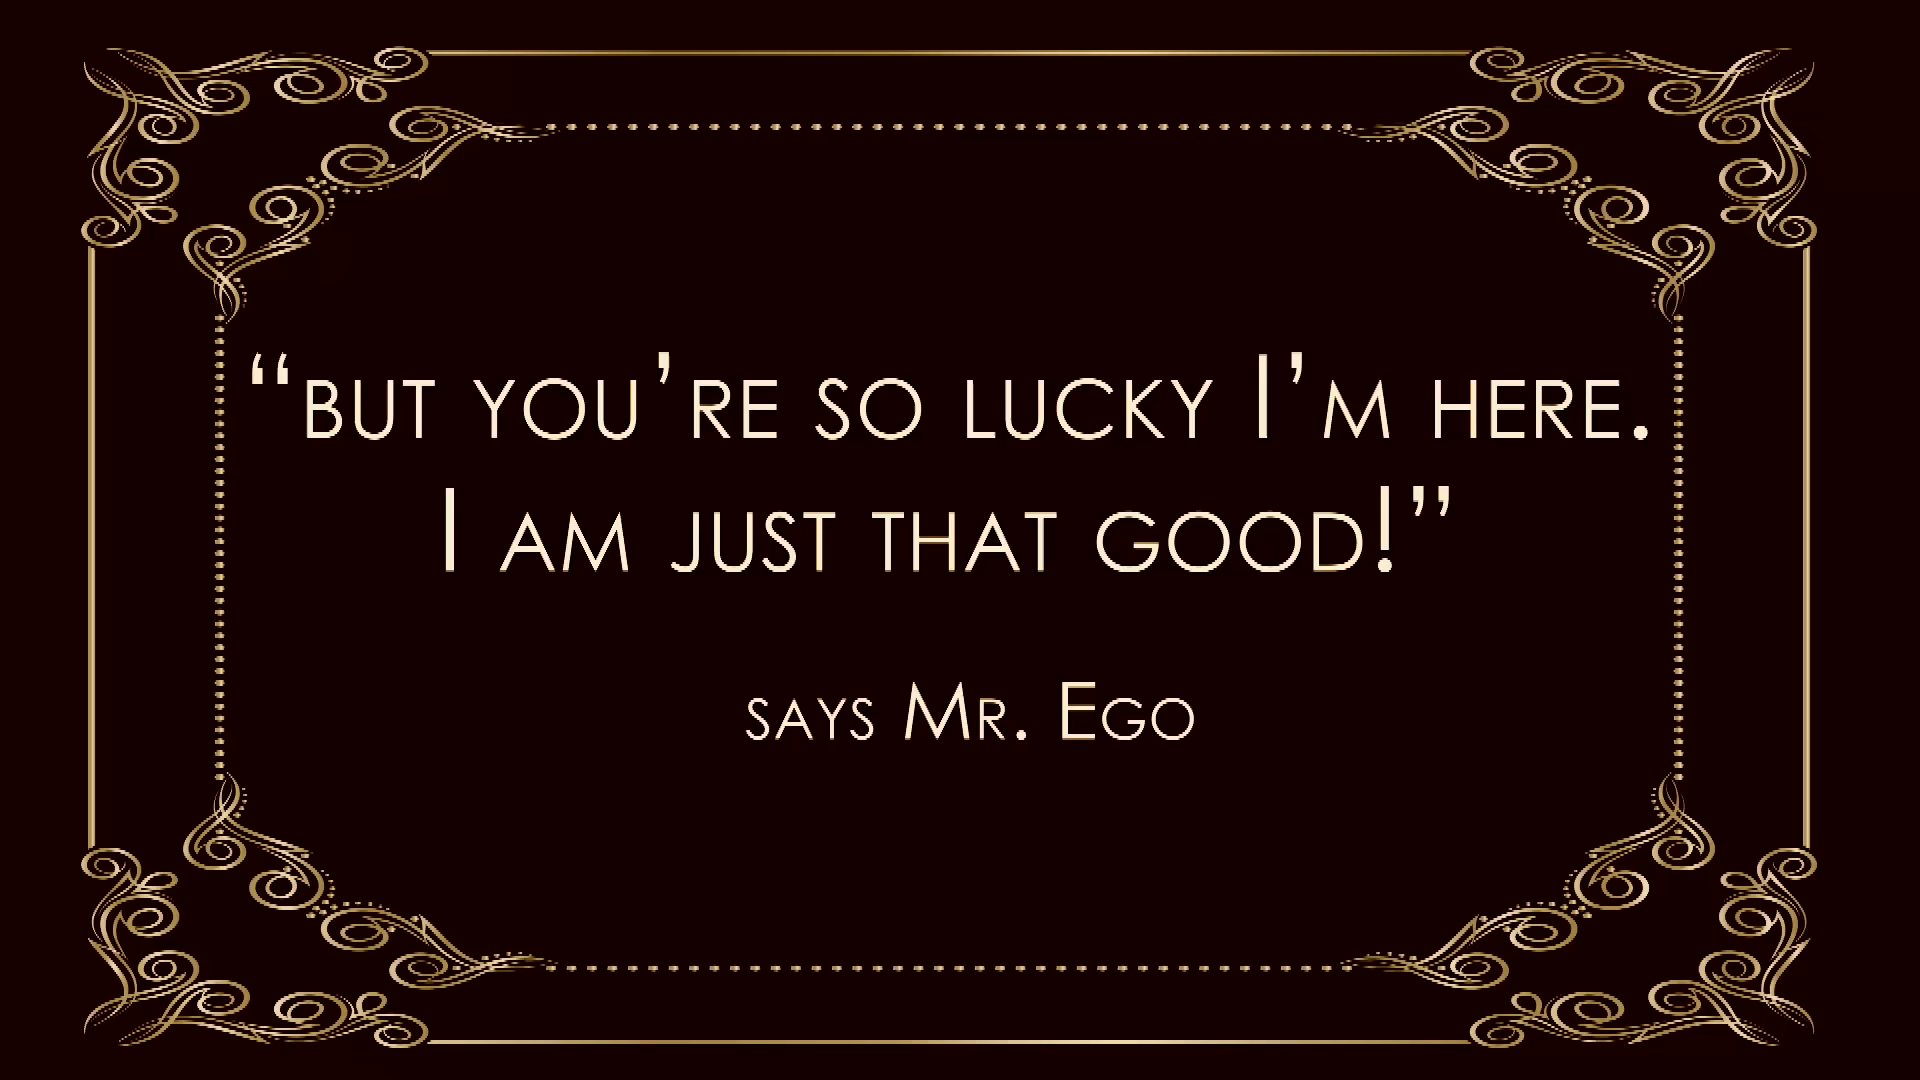 “but you’re so lucky I’m here.
I am just that good!”
says Mr. Ego